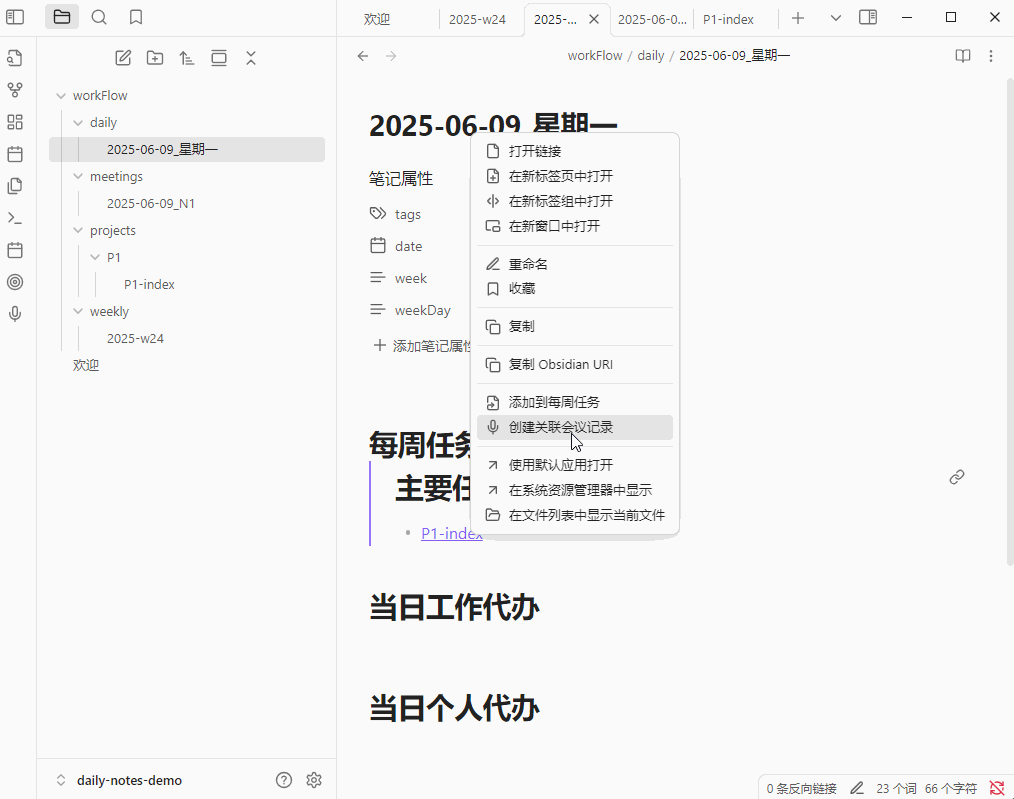 欢迎
2025-w24
2025-...
2025-06-0...
P1-index
workFlow / daily / 2025-06-09_星期一
workFlow
daily
2025-06-09_星期一
meetings
2025-06-09_N1
projects
P1
P1-index
weekly
2025-w24
欢迎
daily-notes-demo
2025-06-09_星期一
笔记属性
tags
date
week
weekDay
添加笔记属性
每周任务
主要任
P1-index
当日工作代办
当日个人代办
打开链接
在新标签页中打开
在新标签组中打开
在新窗口中打开
重命名
收藏
复制
复制 Obsidian URI
添加到每周任务
创建关联会议记录
使用默认应用打开
在系统资源管理器中显示
在文件列表中显示当前文件
0 条反向链接
23 个词
66 个字符